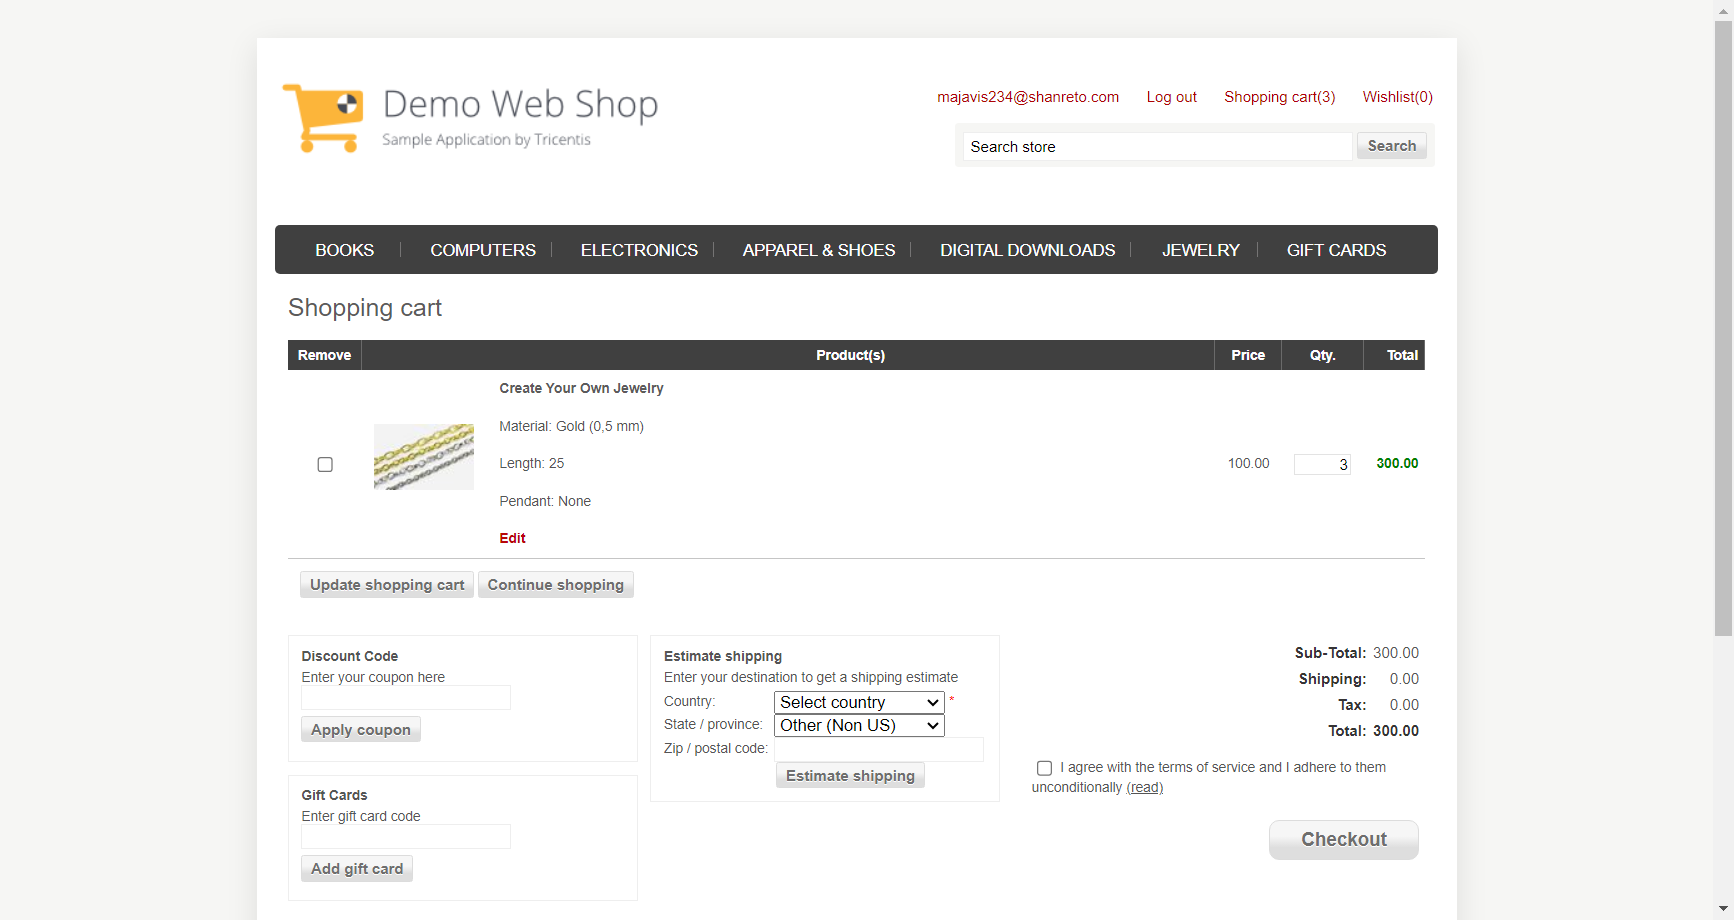 Demo Web Shop
Sample Application by Tricentis
majavis234@shanreto.com Log out Shopping cart(3) Wishlist(0)
Search store Search
BOOKS COMPUTERS ELECTRONICS APPAREL & SHOES DIGITAL DOWNLOADS JEWELRY GIFT CARDS
Shopping cart
Remove Product(s) Price Qty. Total
Create Your Own Jewelry
Material: Gold (0,5 mm)
Length: 25 100.00 3 300.00
Pendant: None
Edit
Update shopping cart Continue shopping
Discount Code
Enter your coupon here
Apply coupon
Gift Cards
Enter gift card code
Add gift card
Estimate shipping
Enter your destination to get a shipping estimate
Country: Select country *
State / province: Other (Non US)
Zip / postal code:
Estimate shipping
Sub-Total: 300.00
Shipping: 0.00
Tax: 0.00
Total: 300.00
I agree with the terms of service and I adhere to them
unconditionally (read)
Checkout